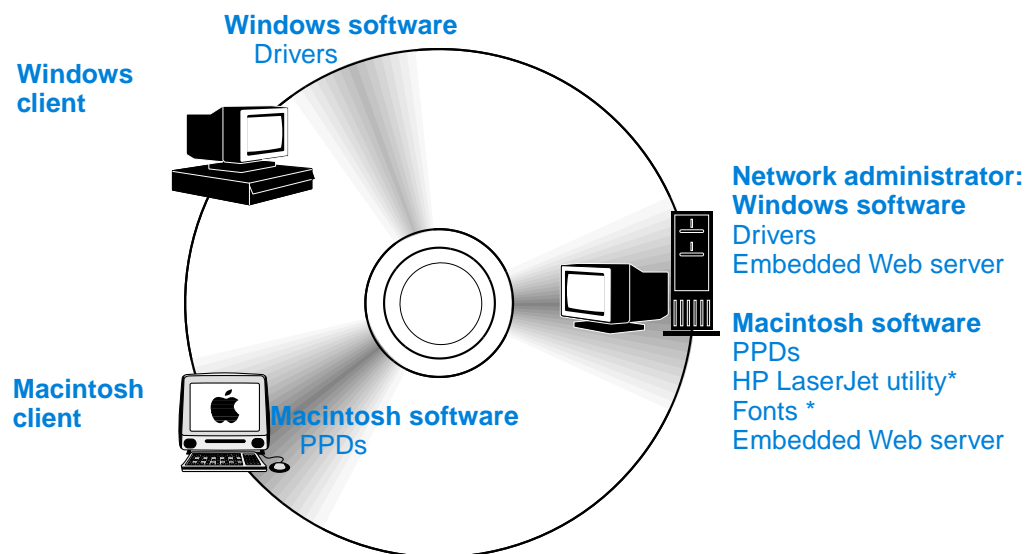 Windows software
Drivers
Windows
client
Network administrator:
Windows software
Drivers
Embedded Web server
Macintosh software
PPDs
HP LaserJet utility*
Fonts *
Embedded Web server
Macintosh
client
Macintosh software
PPDs